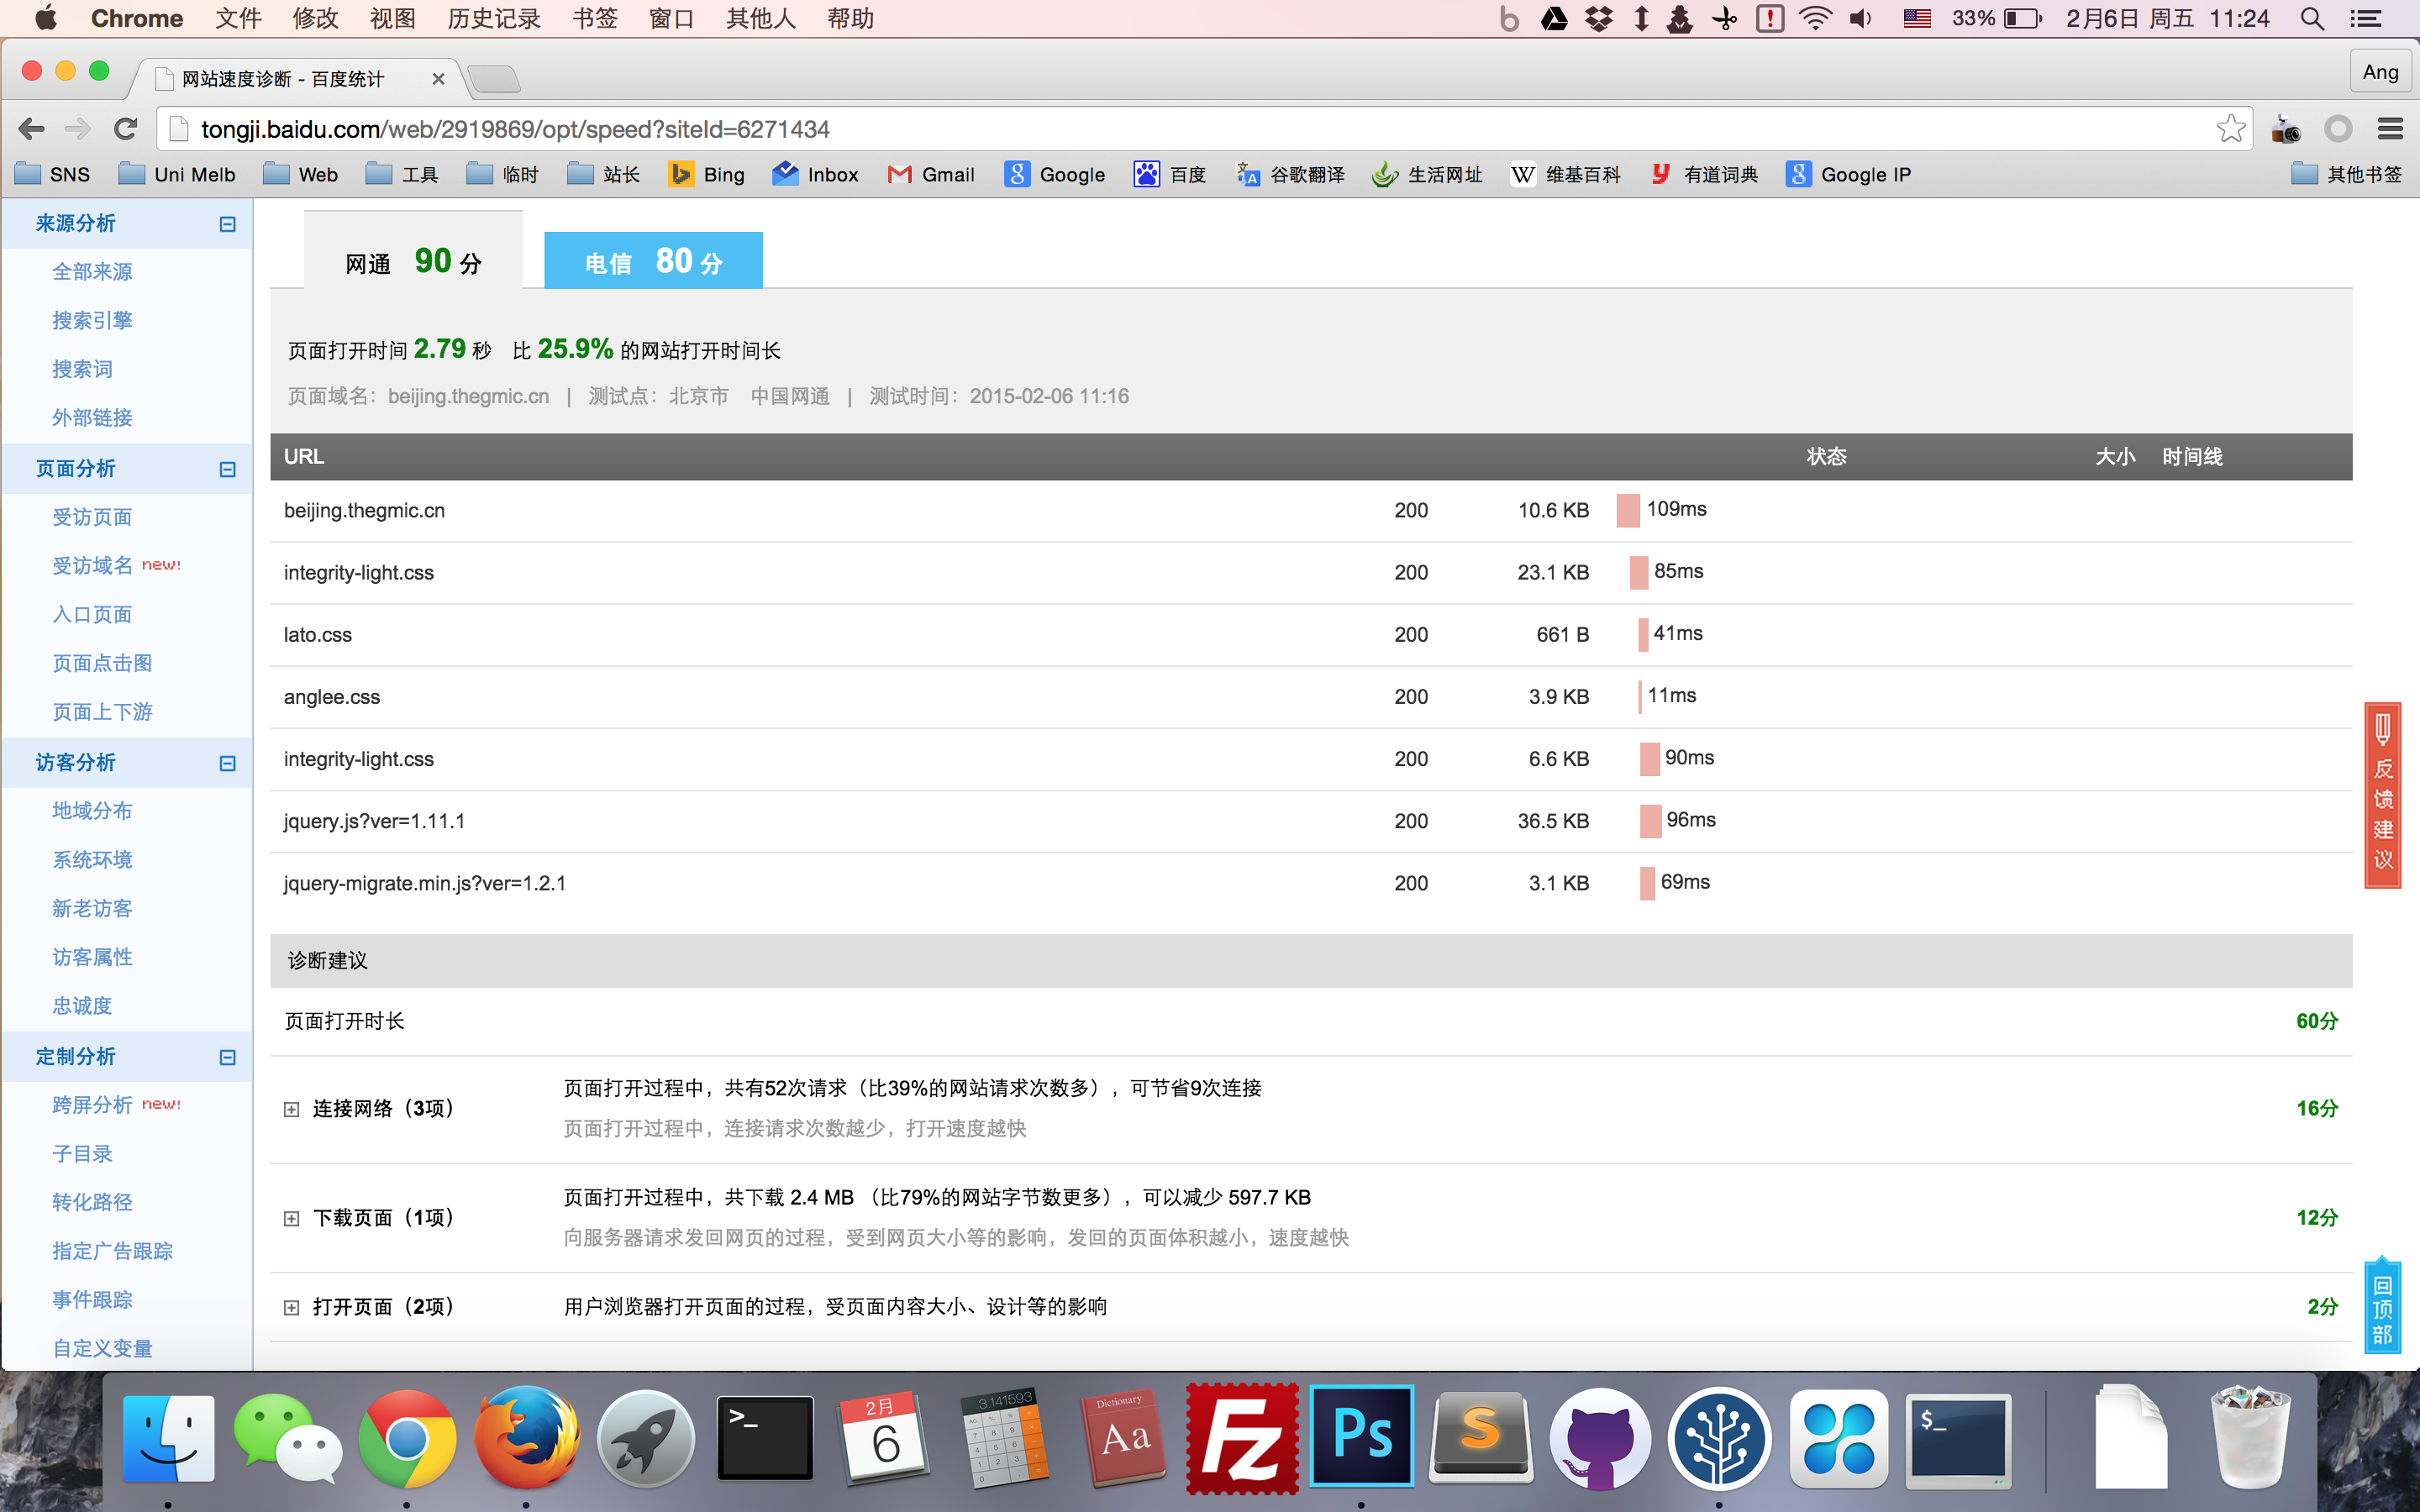 Chrome 文件 修改 视图 历史记录 书签 窗口 其他人 帮助 33% 2月6日 周五 11:24
网站速度诊断 - 百度统计 Ang
tongji.baidu.com/web/2919869/opt/speed?siteId=6271434
SNS Uni Melb Web 工具 临时 站长 Bing Inbox Gmail Google 百度 谷歌翻译 生活网址 维基百科 有道词典 Google IP 其他书签
来源分析
全部来源
搜索引擎
搜索词
外部链接
页面分析
受访页面
受访域名 new!
入口页面
页面点击图
页面上下游
访客分析
地域分布
系统环境
新老访客
访客属性
忠诚度
定制分析
跨屏分析 new!
子目录
转化路径
指定广告跟踪
事件跟踪
自定义变量
网通 90 分 电信 80 分
页面打开时间 2.79 秒 比 25.9% 的网站打开时间长
页面域名：beijing.thegmic.cn | 测试点：北京市 中国网通 | 测试时间：2015-02-06 11:16
URL 状态 大小 时间线
beijing.thegmic.cn 200 10.6 KB 109ms
integrity-light.css 200 23.1 KB 85ms
lato.css 200 661 B 41ms
anglee.css 200 3.9 KB 11ms
integrity-light.css 200 6.6 KB 90ms
jquery.js?ver=1.11.1 200 36.5 KB 96ms
jquery-migrate.min.js?ver=1.2.1 200 3.1 KB 69ms
诊断建议
页面打开时长 60分
连接网络（3项） 页面打开过程中，共有52次请求（比39%的网站请求次数多），可节省9次连接 16分
页面打开过程中，连接请求次数越少，打开速度越快
下载页面（1项） 页面打开过程中，共下载 2.4 MB （比79%的网站字节数更多），可以减少 597.7 KB 12分
向服务器请求发回网页的过程，受到网页大小等的影响，发回的页面体积越小，速度越快
打开页面（2项） 用户浏览器打开页面的过程，受页面内容大小、设计等的影响 2分
反馈建议
回顶部
>_
2月
6
3.141593
Dictionary
Aa
Fz
Ps
S
$_